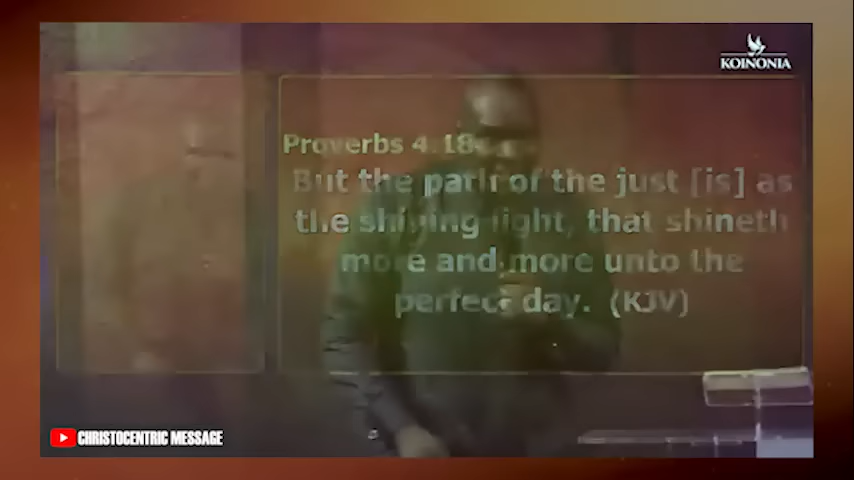 KOINONIA
Proverbs 4:18
But the path of the just [is] as
the shining light, that shineth
more and more unto the
perfect day. (KJV)
CHRISTOCENTRIC MESSAGE